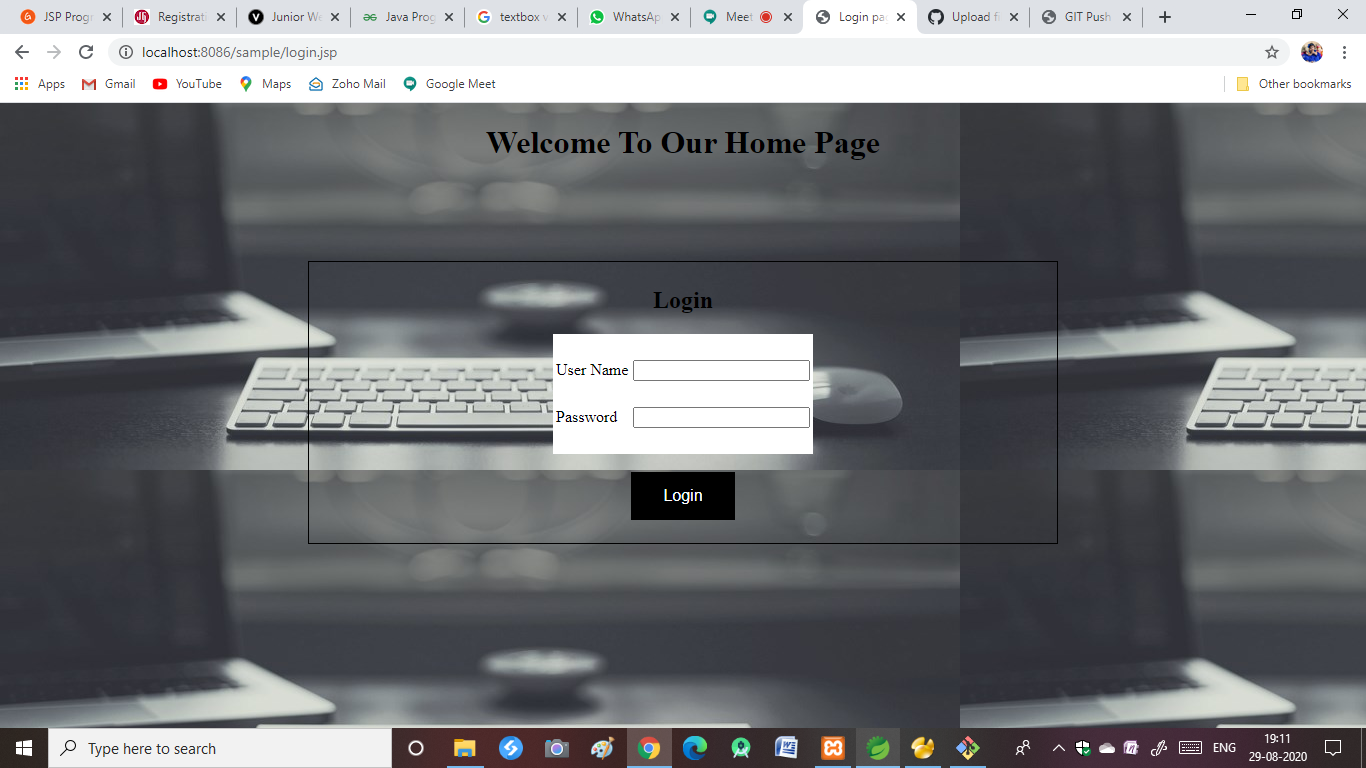 JSP Prog
Registrati
Junior We
Java Prog
textbox v
WhatsAp
Meet
Login pa
Upload fi
GIT Push
localhost:8086/sample/login.jsp
Apps Gmail YouTube Maps Zoho Mail Google Meet Other bookmarks
Welcome To Our Home Page
Login
User Name
Password
Login
Type here to search
ENG
19:11
29-08-2020